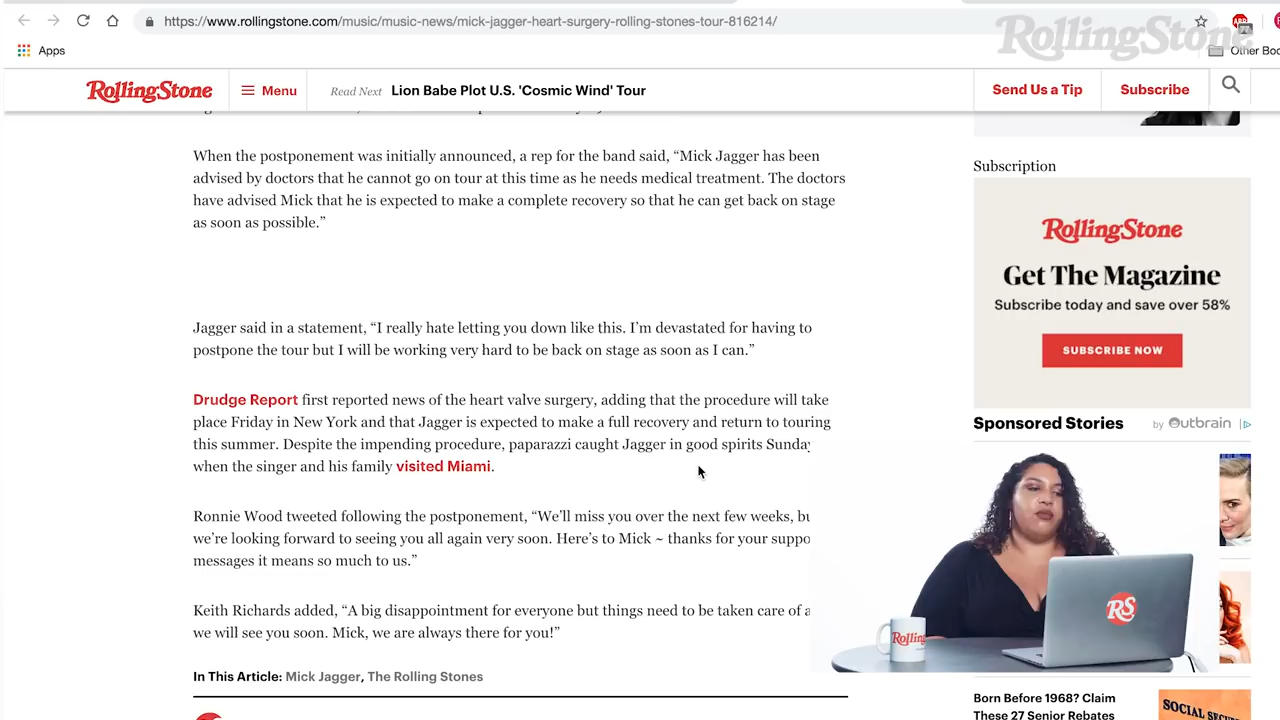 https://www.rollingstone.com/music/music-news/mick-jagger-heart-surgery-rolling-stones-tour-816214/
RollingStone
Apps
RollingStone
Menu
Read Next Lion Babe Plot U.S. 'Cosmic Wind' Tour
Send Us a Tip
Subscribe
When the postponement was initially announced, a rep for the band said, “Mick Jagger has been
advised by doctors that he cannot go on tour at this time as he needs medical treatment. The doctors
have advised Mick that he is expected to make a complete recovery so that he can get back on stage
as soon as possible.”
Jagger said in a statement, “I really hate letting you down like this. I’m devastated for having to
postpone the tour but I will be working very hard to be back on stage as soon as I can.”
Drudge Report first reported news of the heart valve surgery, adding that the procedure will take
place Friday in New York and that Jagger is expected to make a full recovery and return to touring
this summer. Despite the impending procedure, paparazzi caught Jagger in good spirits Sunday
when the singer and his family visited Miami.
Ronnie Wood tweeted following the postponement, “We’ll miss you over the next few weeks, bu
we’re looking forward to seeing you all again very soon. Here’s to Mick ~ thanks for your suppo
messages it means so much to us.”
Keith Richards added, “A big disappointment for everyone but things need to be taken care of a
we will see you soon. Mick, we are always there for you!”
In This Article: Mick Jagger, The Rolling Stones
Subscription
RollingStone
Get The Magazine
Subscribe today and save over 58%
SUBSCRIBE NOW
Sponsored Stories
by Outbrain
RS
Rolling
Born Before 1968? Claim
These 27 Senior Rebates
SOCIAL SECU